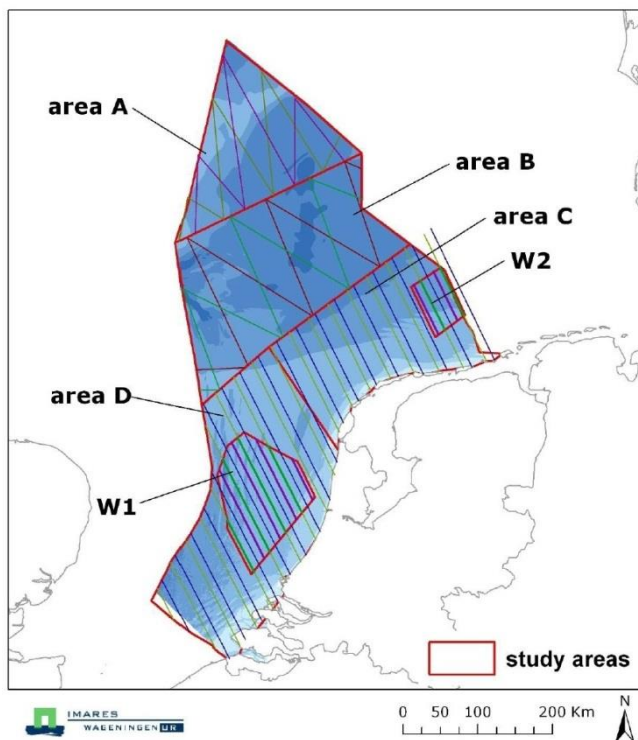 area A
area B
area C
W2
area D
W1
study areas
IMARES
WAGENINGEN UR
0 50 100 200 Km
N